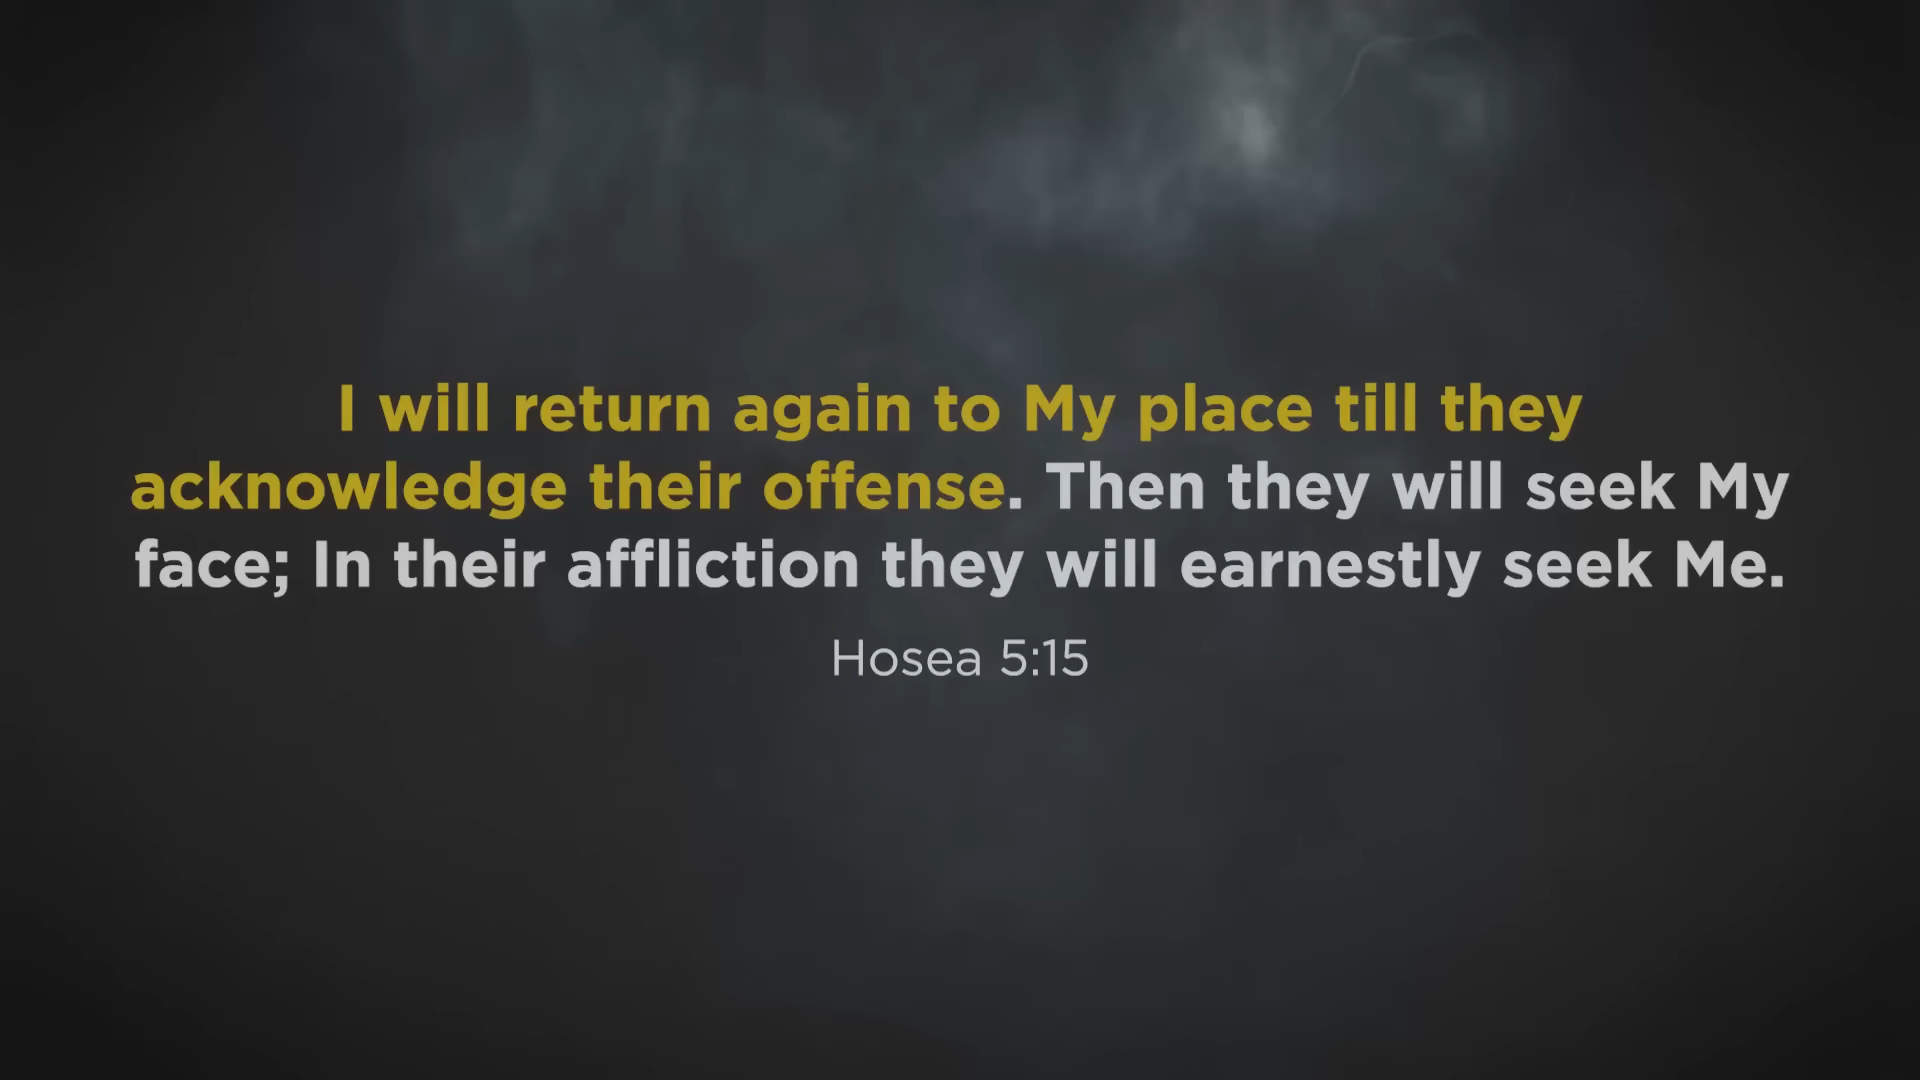 I will return again to My place till they
acknowledge their offense. Then they will seek My
face; In their affliction they will earnestly seek Me.
Hosea 5:15